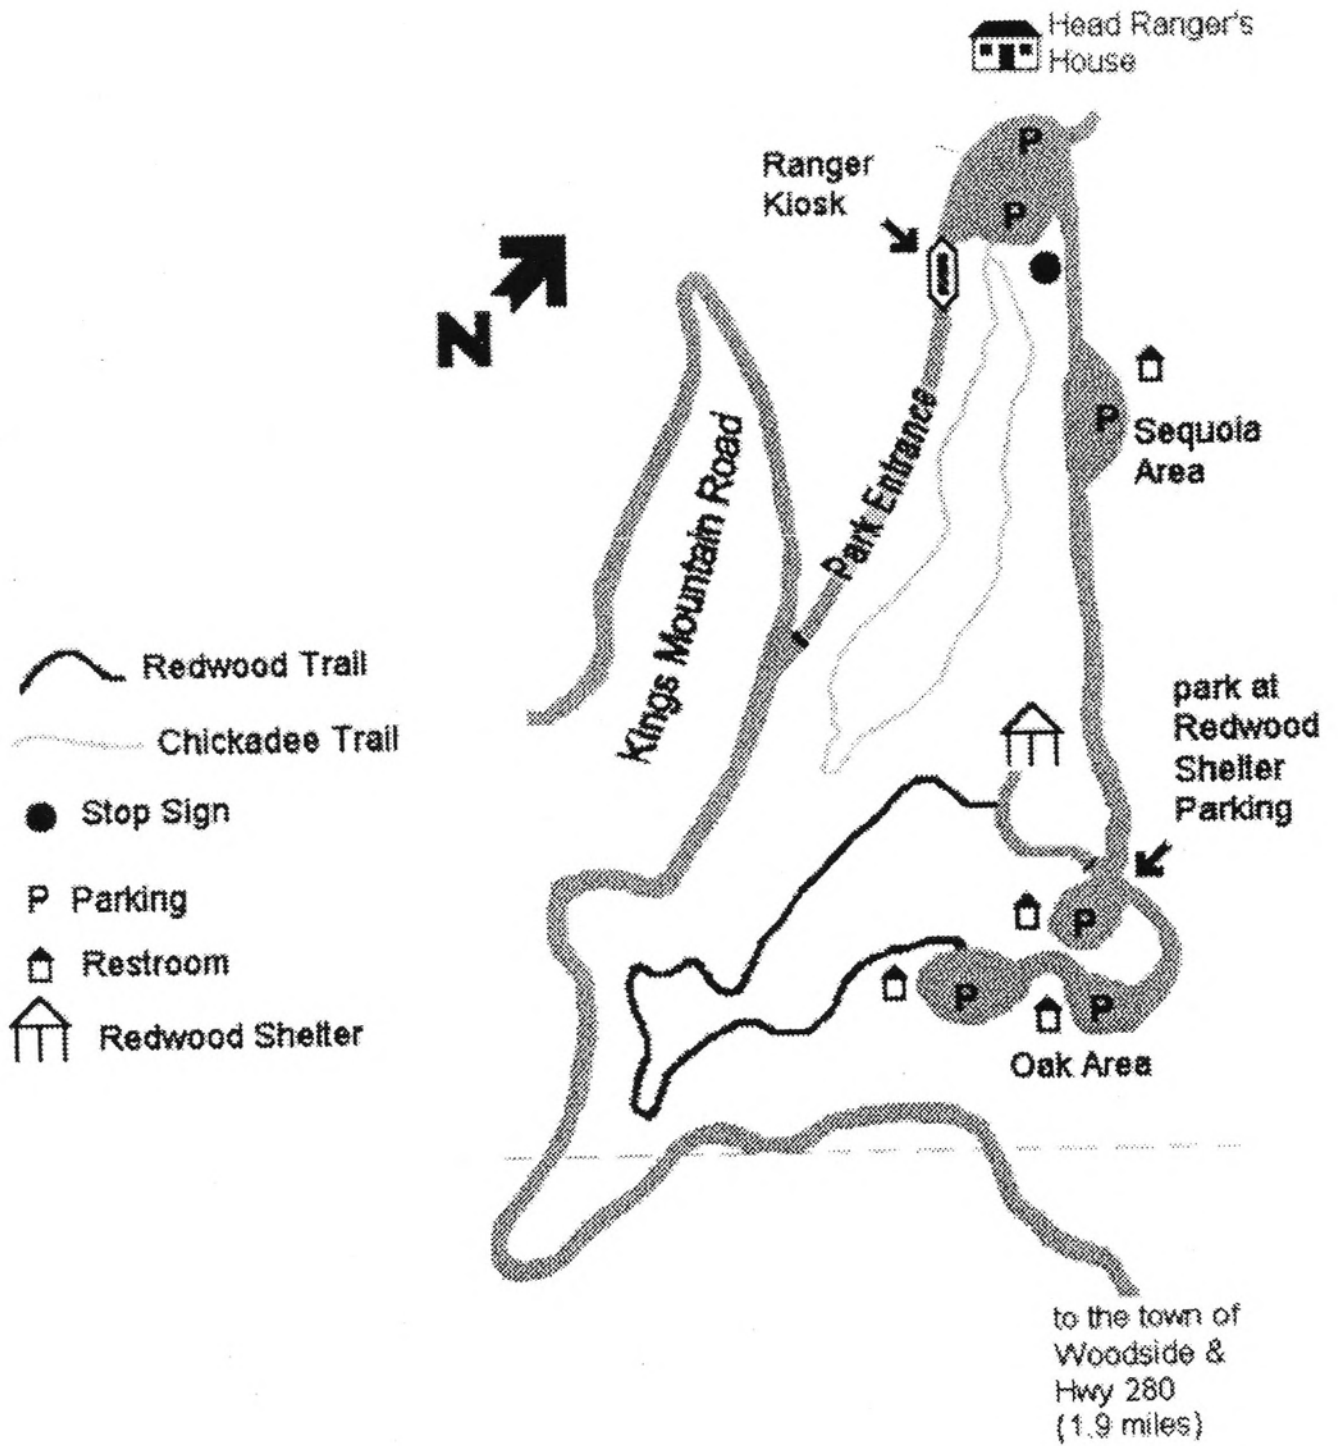 Head Ranger's
House
P
Ranger
Kiosk
P
N
P
Sequoia
Area
Park Entrance
Kings Mountain Road
Redwood Trail
Chickadee Trail
Stop Sign
P Parking
Restroom
Redwood Shelter
park at
Redwood
Shelter
Parking
P
P
P
Oak Area
to the town of
Woodside &
Hwy 280
(1.9 miles)